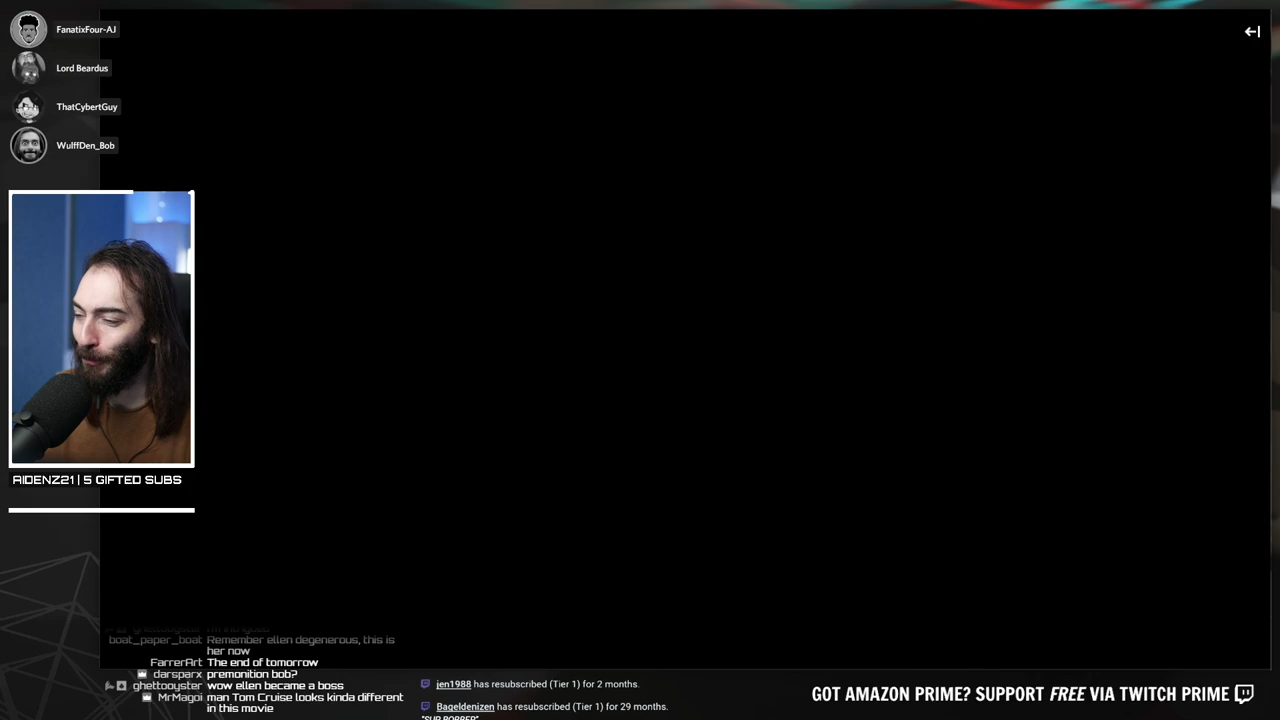 FanatixFour-AJ
Lord Beardus
ThatCybertGuy
WulffDen_Bob
AIDENZ21 | 5 GIFTED SUBS
boat_paper_boat Remember ellen degenerous, this is
her now
FarrerArt The end of tomorrow
darsparx premonition bob?
ghettooyster wow ellen became a boss
MrMagoi man Tom Cruise looks kinda different
in this movie
jen1988 has resubscribed (Tier 1) for 2 months.
Bageldenizen has resubscribed (Tier 1) for 29 months.
"SUP BOBBER"
GOT AMAZON PRIME? SUPPORT FREE VIA TWITCH PRIME